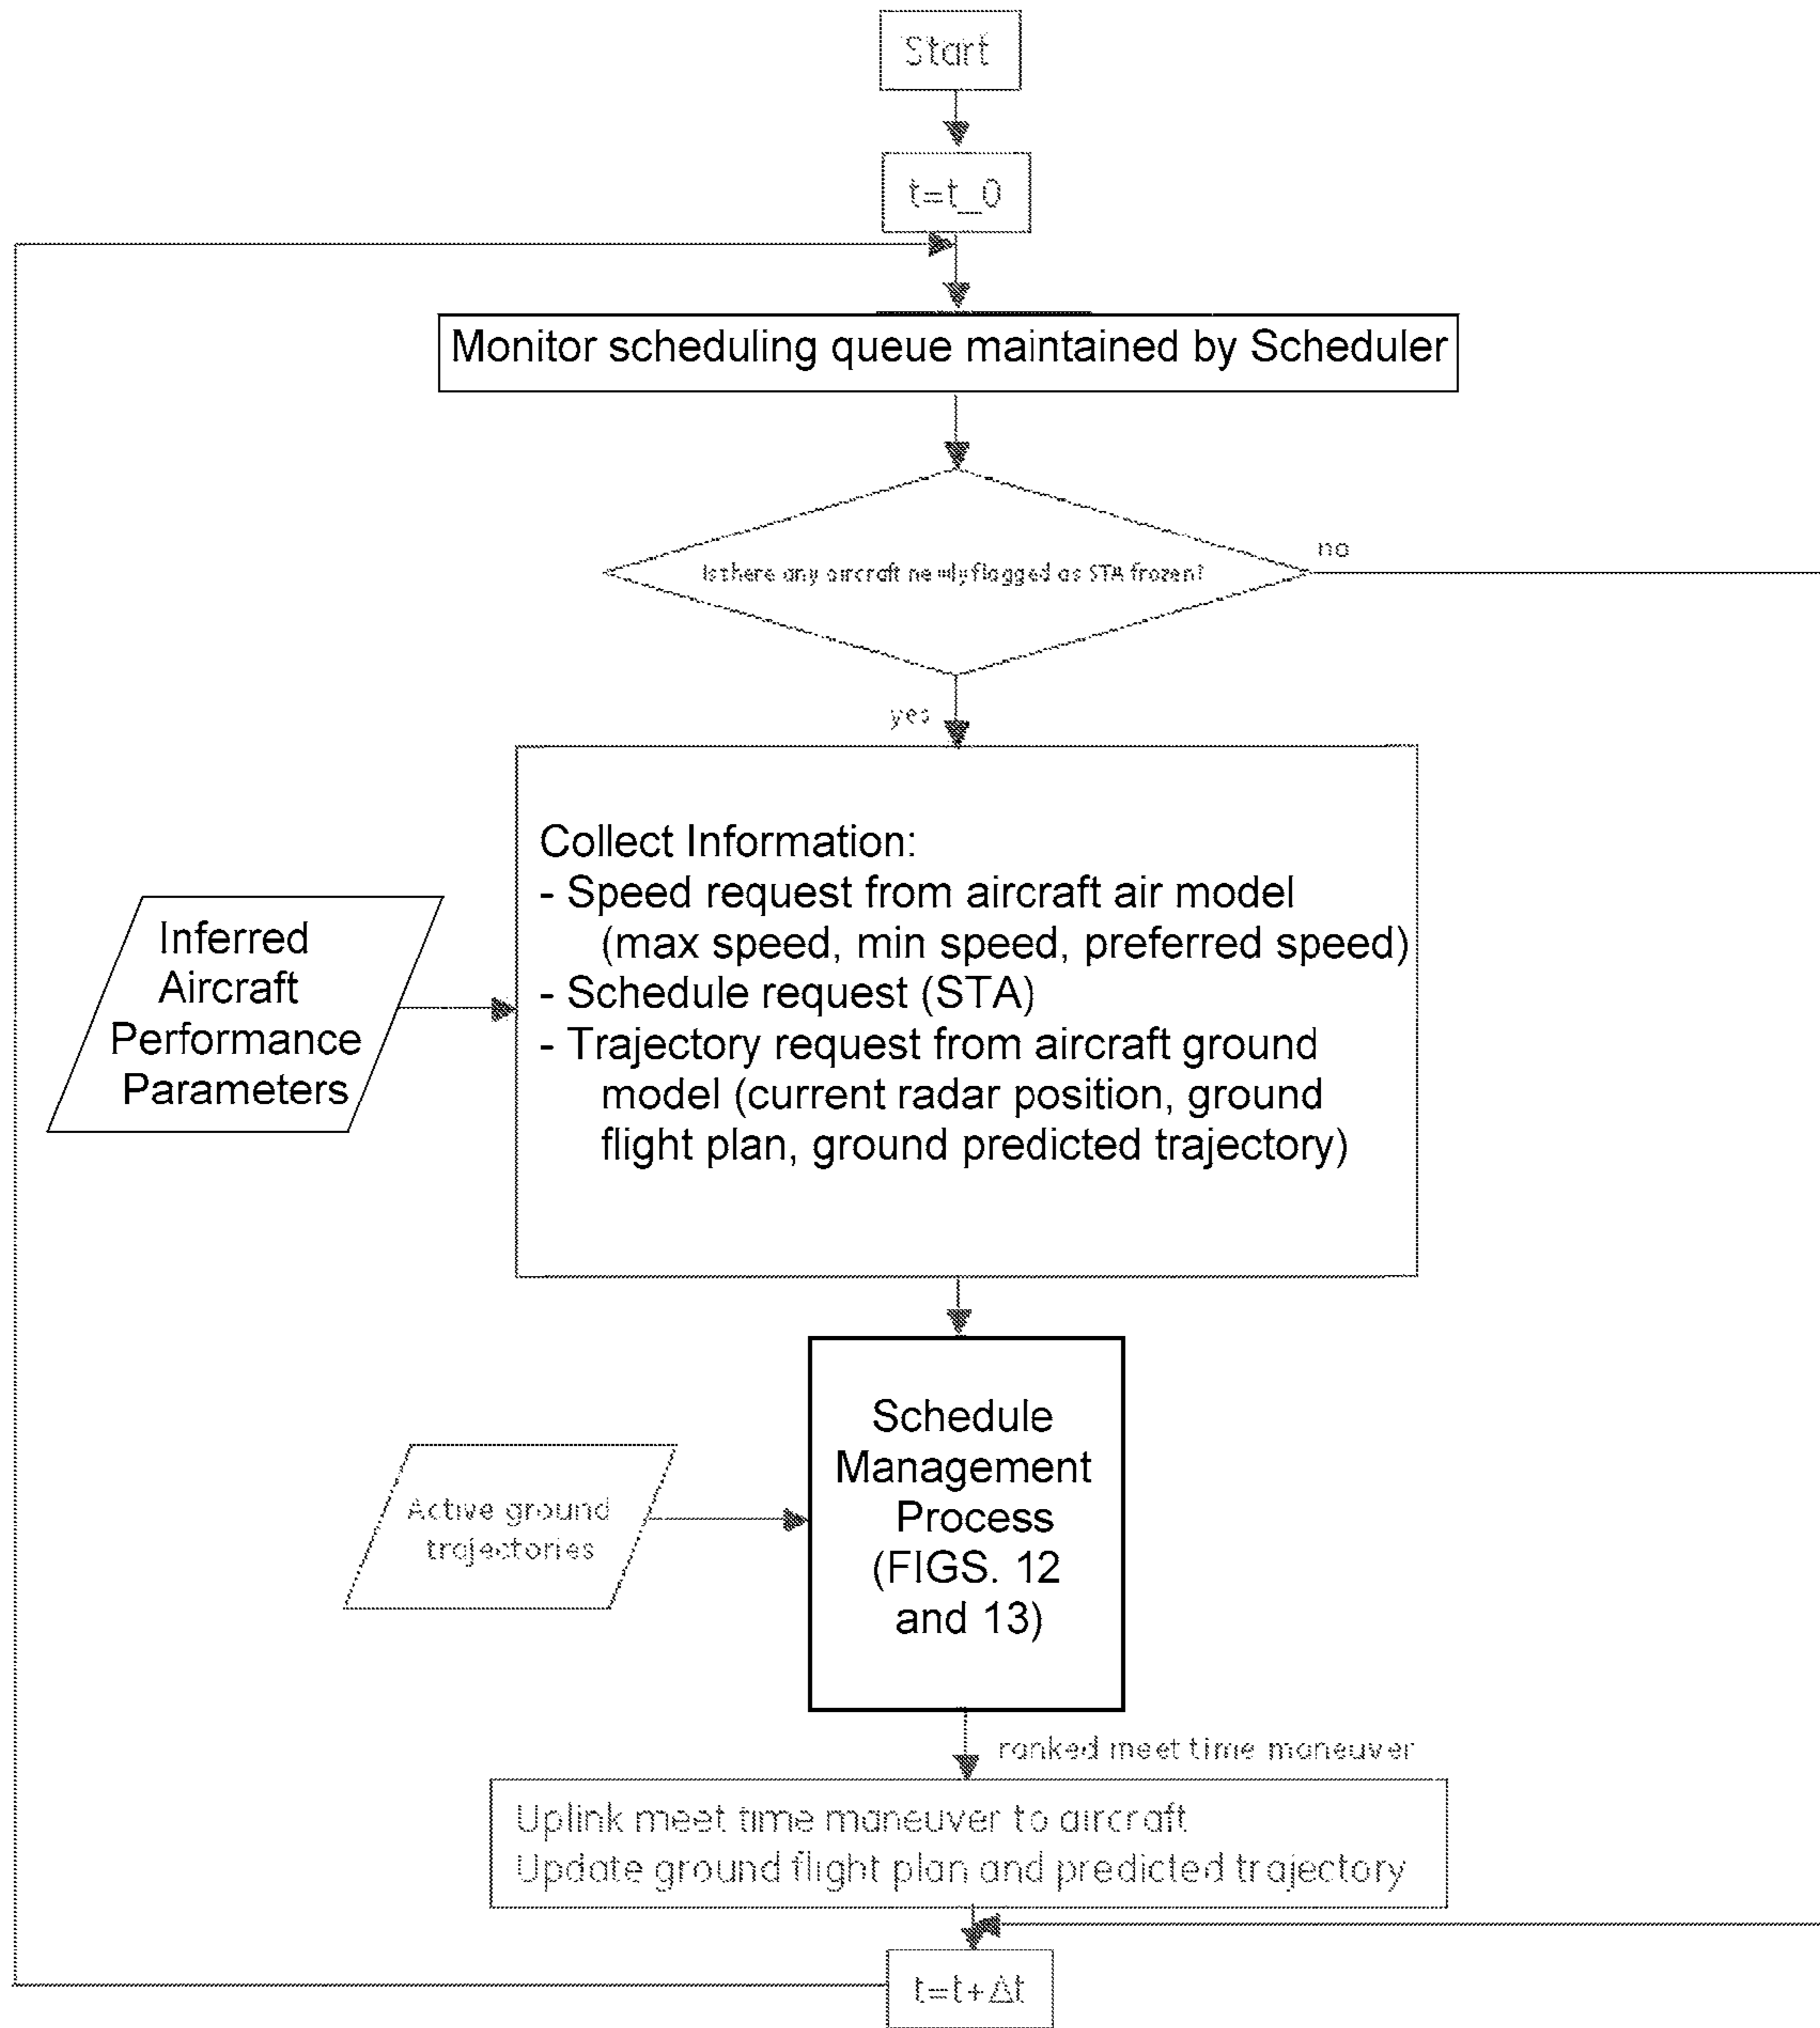 Start
t=t_0
Monitor scheduling queue maintained by Scheduler
Is there any aircraft newly flagged as STA frozen?
no
yes
Collect Information:
- Speed request from aircraft air model
(max speed, min speed, preferred speed)
- Schedule request (STA)
- Trajectory request from aircraft ground
model (current radar position, ground
flight plan, ground predicted trajectory)
Inferred
Aircraft
Performance
Parameters
Schedule
Management
Process
(FIGS. 12
and 13)
Active ground
trajectories
ranked meet time maneuver
Uplink meet time maneuver to aircraft
Update ground flight plan and predicted trajectory
t=t+Δt